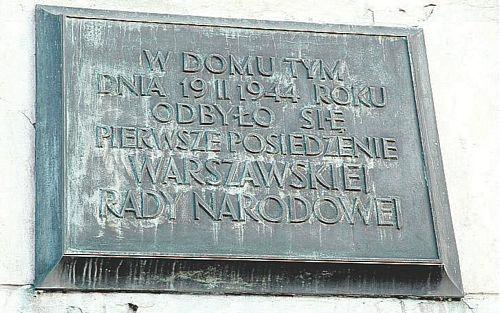 W DOMU TYM
DNIA 19 II 1944 ROKU
ODBYŁO SIĘ
PIERWSZE POSIEDZENIE
WARSZAWSKIEJ
RADY NARODOWEJ